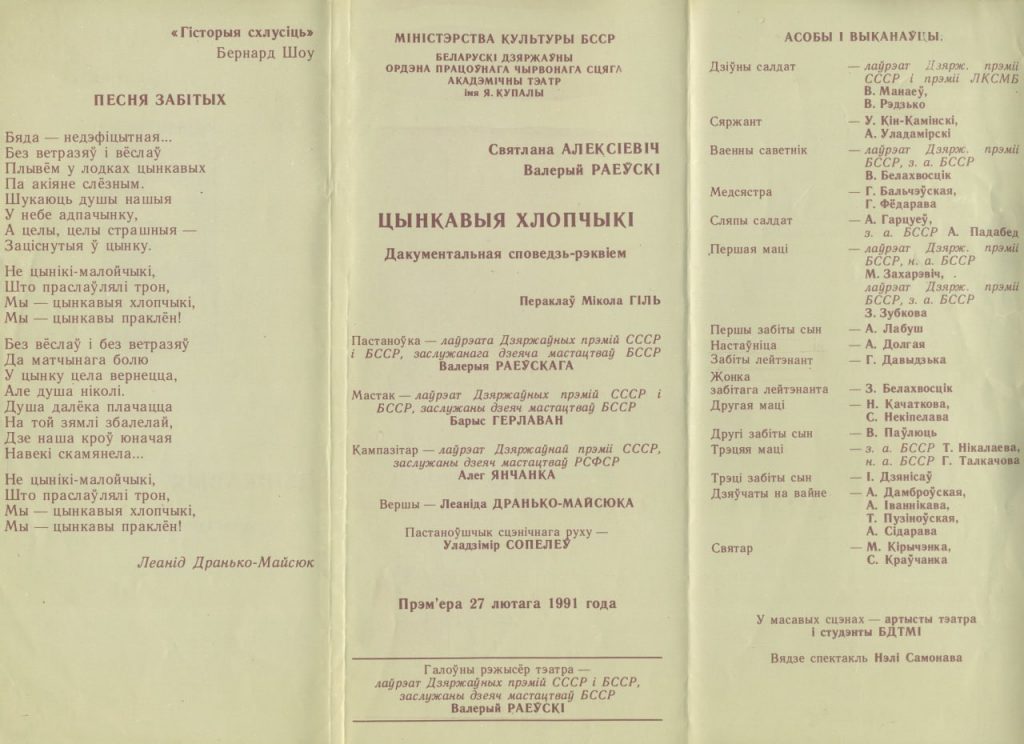 «Гісторыя схлусіць»
Бернард Шоу
ПЕСНЯ ЗАБІТЫХ
Бяда — недэфіцытная...
Без ветразяў і вёслаў
Плывём у лодках цынкавых
Па акіяне слёзным.
Шукаюць душы нашыя
У небе адпачынку,
А целы, целы страшныя —
Заціснутыя ў цынку.
Не цынікі-малойчыкі,
Што праслаўлялі трон,
Мы — цынкавыя хлопчыкі,
Мы — цынкавы праклён!
Без вёслаў і без ветразяў
Да матчынага болю
У цынку цела вернецца,
Але душа ніколі.
Душа далёка плачацца
На той зямлі збалелай,
Дзе наша кроў юначая
Навекі скамянела...
Не цынікі-малойчыкі,
Што праслаўлялі трон,
Мы — цынкавыя хлопчыкі,
Мы — цынкавы праклён!
Леанід Дранько-Майсюк
МІНІСТЭРСТВА КУЛЬТУРЫ БССР
БЕЛАРУСКІ ДЗЯРЖАЎНЫ
ОРДЭНА ПРАЦОЎНАГА ЧЫРВОНАГА СЦЯГА
АКАДЭМІЧНЫ ТЭАТР
імя Я. КУПАЛЫ
Святлана АЛЕКСІЕВІЧ
Валерый РАЕЎСКІ
ЦЫНКАВЫЯ ХЛОПЧЫКІ
Дакументальная споведзь-рэквіем
Пераклаў Мікола ГІЛЬ
Пастаноўка — лаўрэата Дзяржаўных прэмій СССР
і БССР, заслужанага дзеяча мастацтваў БССР
Валерыя РАЕЎСКАГА
Мастак — лаўрэат Дзяржаўных прэмій СССР і
БССР, заслужаны дзеяч мастацтваў БССР
Барыс ГЕРЛАВАН
Кампазітар — лаўрэат Дзяржаўнай прэміі СССР,
заслужаны дзеяч мастацтваў РСФСР
Алег ЯНЧАНКА
Вершы — Леаніда ДРАНЬКО-МАЙСЮКА
Пастаноўшчык сцэнічнага руху —
Уладзімір СОПЕЛЕЎ
Прэм'ера 27 лютага 1991 года
Галоўны рэжысёр тэатра —
лаўрэат Дзяржаўных прэмій СССР і БССР,
заслужаны дзеяч мастацтваў БССР
Валерый РАЕЎСКІ
АСОБЫ І ВЫКАНАЎЦЫ.
Дзіўны салдат — лаўрэат Дзярж. прэміі
СССР і прэміі ЛКСМБ
В. Манаеў,
В. Рэдзько
Сяржант — У. Кін-Камінскі,
А. Уладамірскі
Ваенны саветнік — лаўрэат Дзярж. прэміі
БССР, з. а. БССР
В. Белахвосцік
Медсястра — Г. Бальчэўская,
Г. Фёдарава
Сляпы салдат — А. Гарцуеў,
з. а. БССР А. Падабед
Першая маці — лаўрэат Дзярж. прэміі
БССР, н. а. БССР
М. Захарэвіч,
лаўрэат Дзярж. прэміі
БССР, з. а. БССР
З. Зубкова
Першы забіты сын — А. Лабуш
Настаўніца — А. Долгая
Забіты лейтэнант — Г. Давыдзька
Жонка
забітага лейтэнанта — З. Белахвосцік
Другая маці — Н. Качаткова,
С. Некіпелава
Другі забіты сын — В. Паўлюць
Трэцяя маці — з. а. БССР Т. Нікалаева,
н. а. БССР Г. Талкачова
Трэці забіты сын — І. Дзянісаў
Дзяўчаты на вайне — А. Дамброўская,
А. Іваннікава,
Т. Пузіноўская,
А. Сідарава
Святар — М. Кірычэнка,
С. Краўчанка
У масавых сцэнах — артысты тэатра
і студэнты БДТМІ
Вядзе спектакль Нэлі Самонава